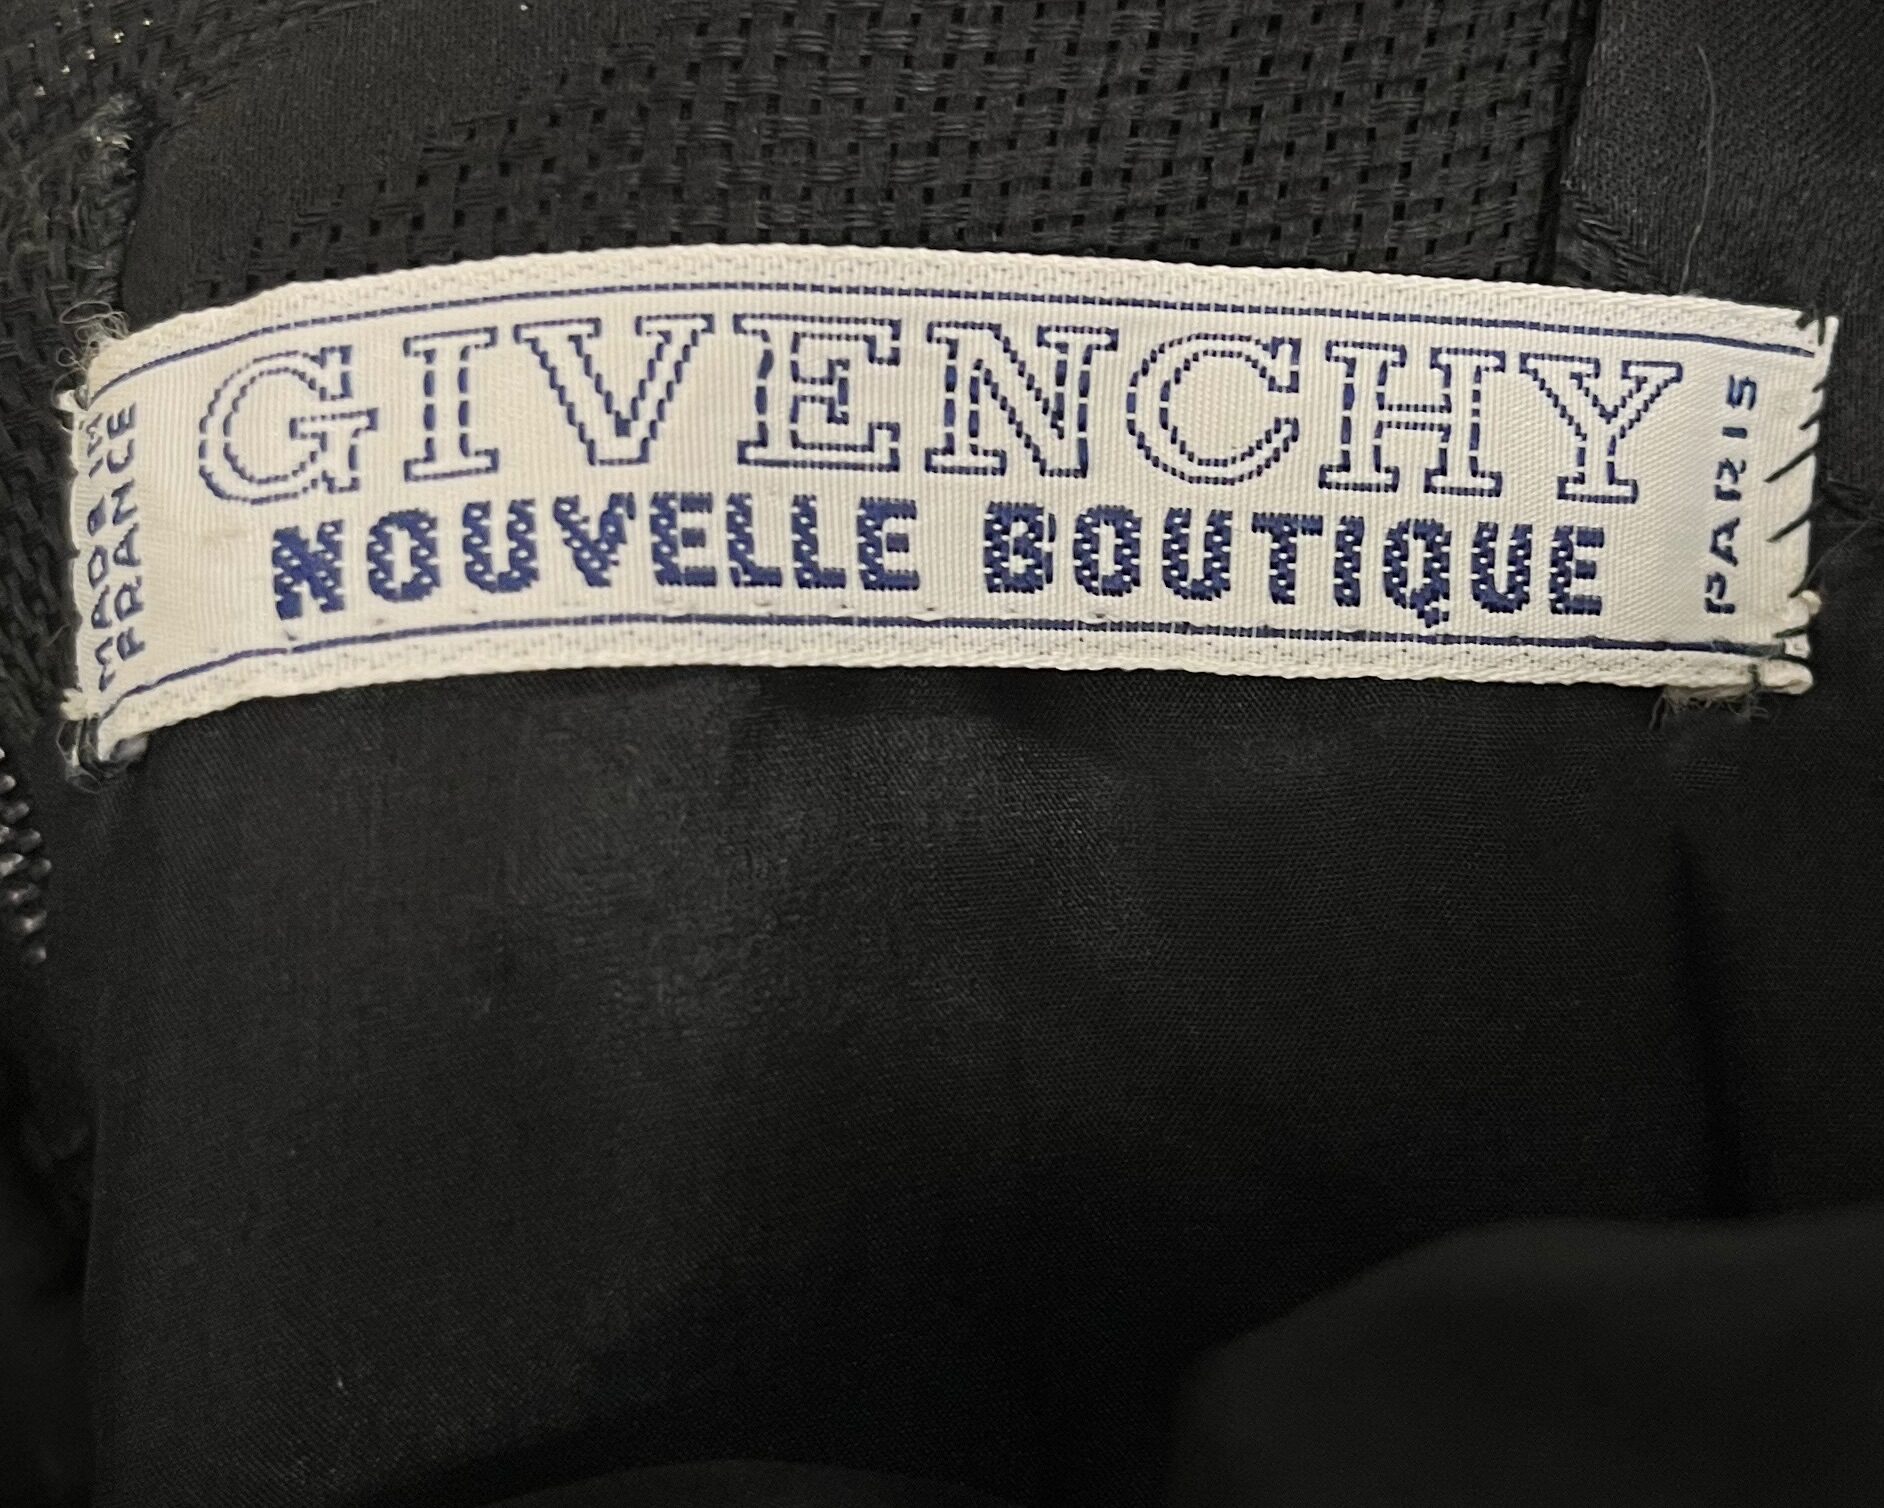 MADE IN
FRANCE
GIVENCHY
NOUVELLE BOUTIQUE
PARIS